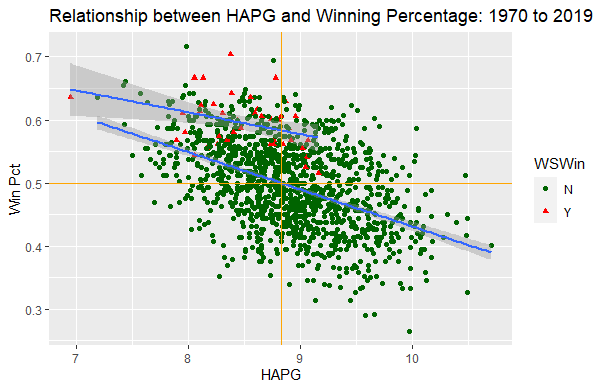 Relationship between HAPG and Winning Percentage: 1970 to 2019
0.7
0.6
0.5
0.4
0.3
Win Pct
7
8
9
10
HAPG
WSWin
N
Y